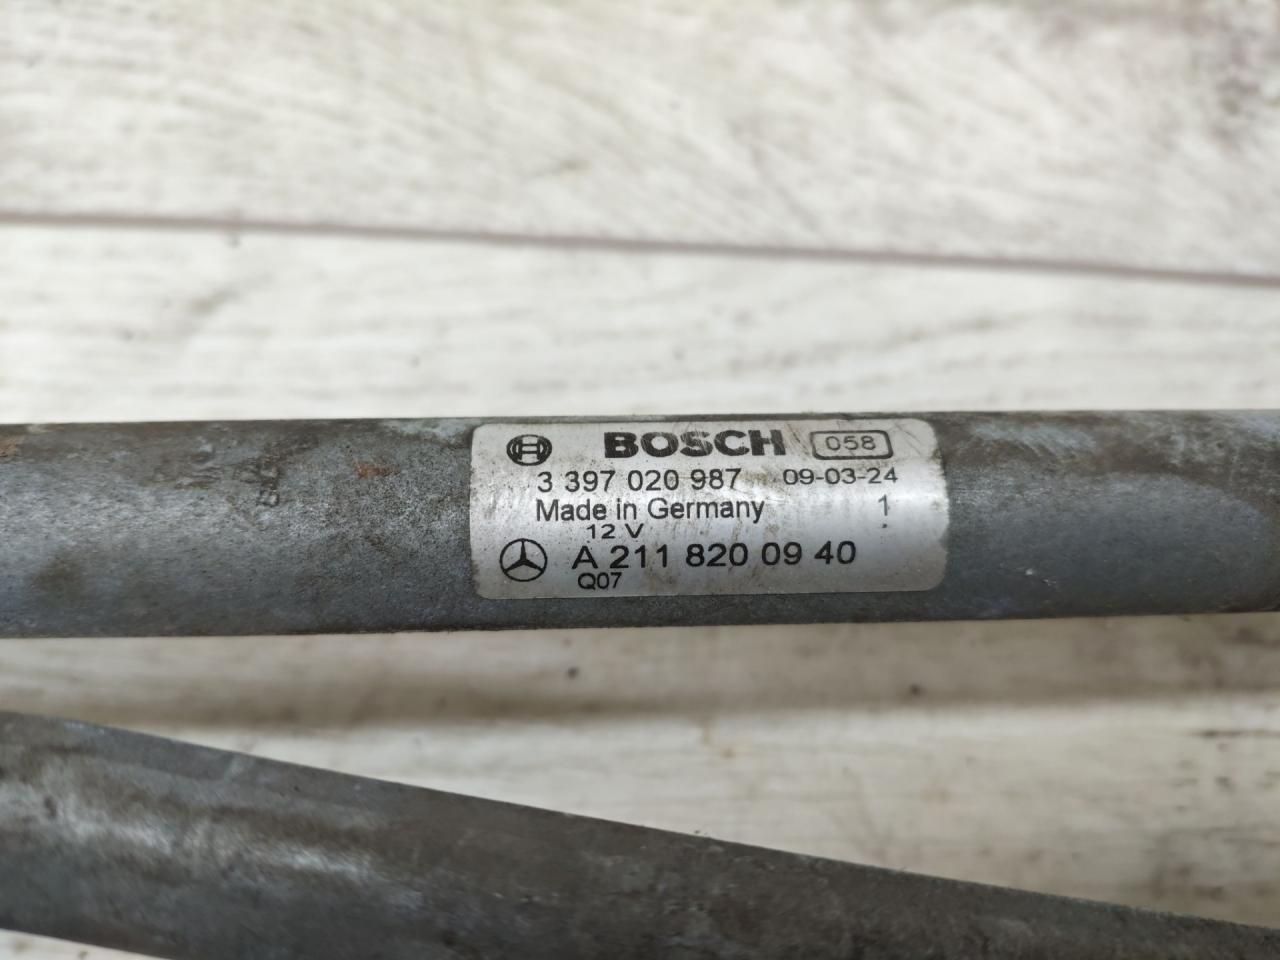 BOSCH 058
3 397 020 987 09-03-24
Made in Germany 1
12 V
A 211 820 09 40
Q07